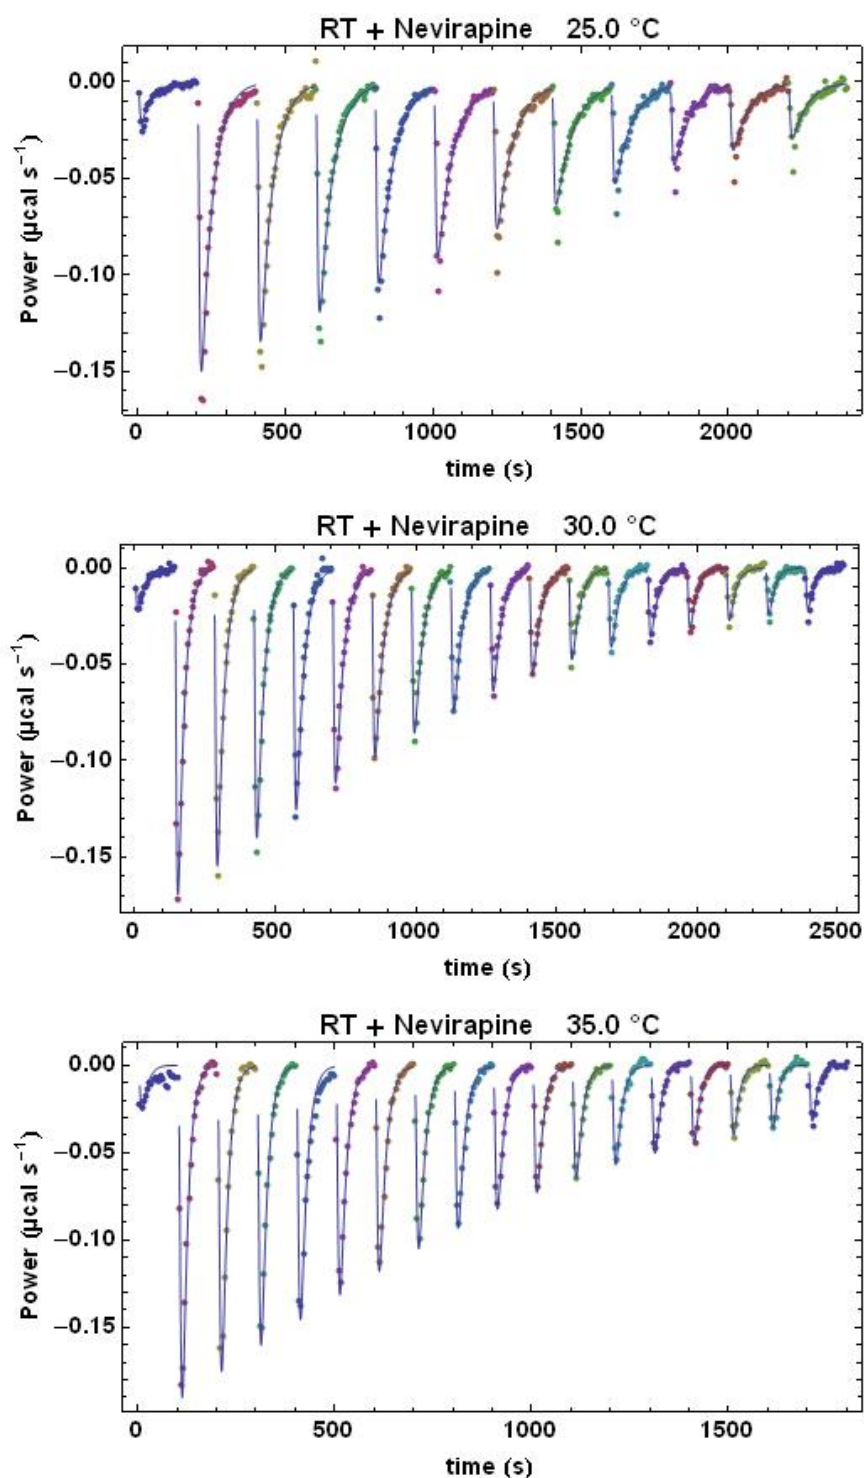 RT + Nevirapine 25.0 °C
0.00
−0.05
−0.10
−0.15
Power (μcal s⁻¹)
0 500 1000 1500 2000
time (s)
RT + Nevirapine 30.0 °C
0.00
−0.05
−0.10
−0.15
Power (μcal s⁻¹)
0 500 1000 1500 2000 2500
time (s)
RT + Nevirapine 35.0 °C
0.00
−0.05
−0.10
−0.15
Power (μcal s⁻¹)
0 500 1000 1500
time (s)